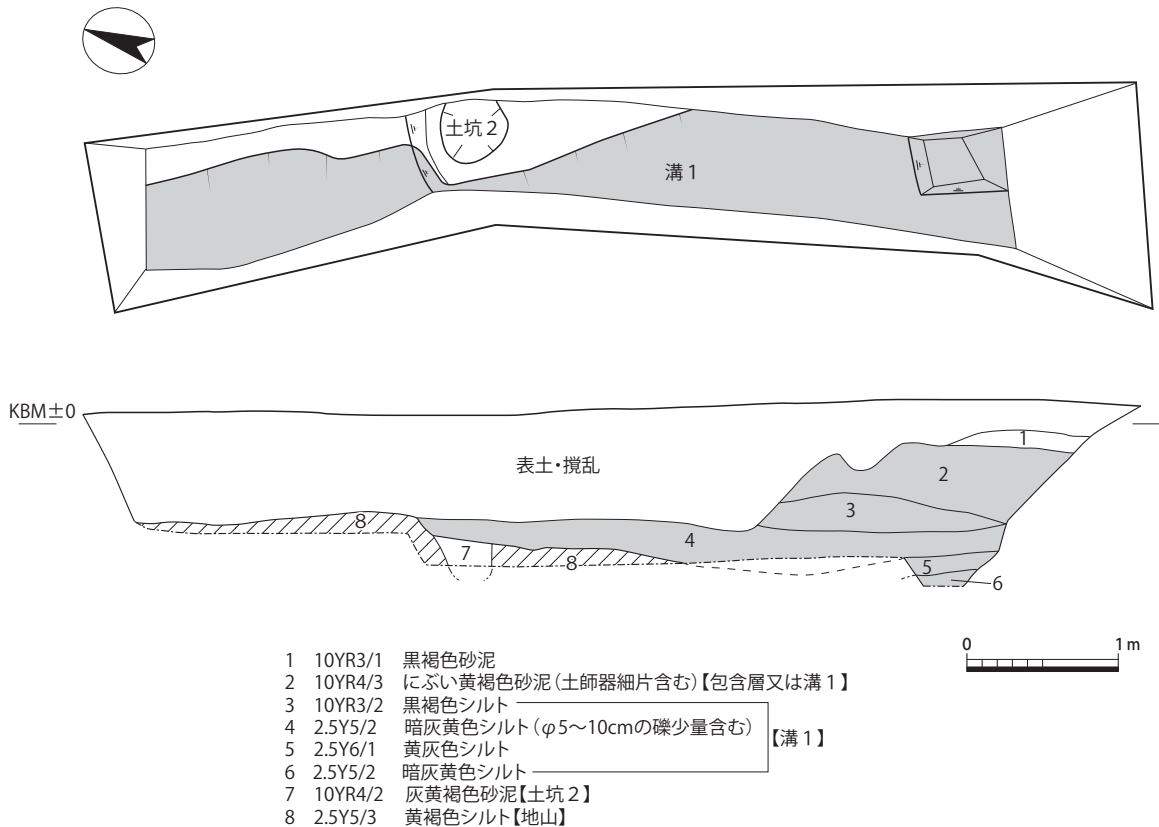 土坑2
溝1
KBM±0
表土・撹乱
1
2
3
4
5
6
7
8
8
0 1m
1 10YR3/1 黒褐色砂泥
2 10YR4/3 にぶい黄褐色砂泥（土師器細片含む）【包含層又は溝1】
3 10YR3/2 黒褐色シルト
4 2.5Y5/2 暗灰黄色シルト（φ5～10cmの礫少量含む）
【溝1】
5 2.5Y6/1 黄灰色シルト
6 2.5Y5/2 暗灰黄色シルト
7 10YR4/2 灰黄褐色砂泥【土坑2】
8 2.5Y5/3 黄褐色シルト【地山】